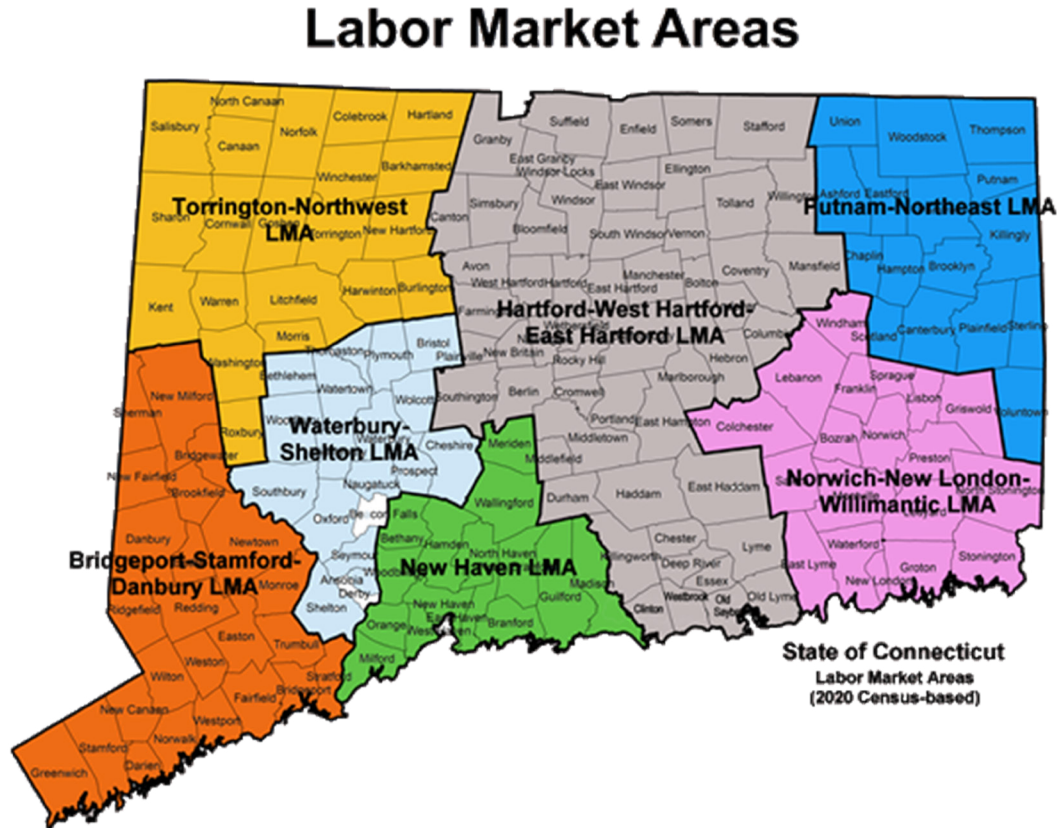 Labor Market Areas
North Canaan
Colebrook
Hartland
Salisbury
Norfolk
Canaan
Barkhamsted
Winchester
Sharon
Torrington-Northwest
LMA
Cornwall
Goshen
Torrington
New Hartford
Kent
Warren
Litchfield
Harwinton
Burlington
Morris
Washington
Roxbury
Suffield
Enfield
Somers
Stafford
Granby
East Granby
Windsor Locks
Ellington
East Windsor
Simsbury
Windsor
Tolland
Willington
Canton
Bloomfield
South Windsor
Vernon
Avon
West Hartford
Hartford
East Hartford
Manchester
Bolton
Coventry
Mansfield
Hartford-West Hartford-
East Hartford LMA
Hebron
Plainville
New Britain
Rocky Hill
Marlborough
Southington
Berlin
Cromwell
Portland
East Hampton
Middletown
Middlefield
Durham
Haddam
East Haddam
Killingworth
Chester
Deep River
Lyme
Essex
Clinton
Westbrook
Old
Old Lyme
Union
Woodstock
Thompson
Putnam
Ashford
Eastford
Putnam-Northeast LMA
Killingly
Chaplin
Hampton
Brooklyn
Canterbury
Plainfield
Sterling
Voluntown
Windham
Scotland
Lebanon
Franklin
Sprague
Lisbon
Griswold
Colchester
Bozrah
Norwich
Preston
Norwich-New London-
Willimantic LMA
North Stonington
Waterford
East Lyme
New London
Groton
Stonington
Bristol
Plymouth
Bethlehem
Watertown
Wolcott
Waterbury-
Shelton LMA
Waterbury
Cheshire
Prospect
Naugatuck
Southbury
Oxford
Falls
Ansonia
Derby
Shelton
Meriden
Wallingford
Bethany
Hamden
North Haven
New Haven LMA
Madison
Guilford
New Haven
East Haven
Orange
Branford
Milford
New Milford
Sherman
Bridgewater
New Fairfield
Brookfield
Danbury
Newtown
Bridgeport-Stamford-
Danbury LMA
Monroe
Ridgefield
Redding
Easton
Trumbull
Weston
Wilton
Stratford
Bridgeport
Fairfield
New Canaan
Westport
Norwalk
Stamford
Darien
Greenwich
State of Connecticut
Labor Market Areas
(2020 Census-based)